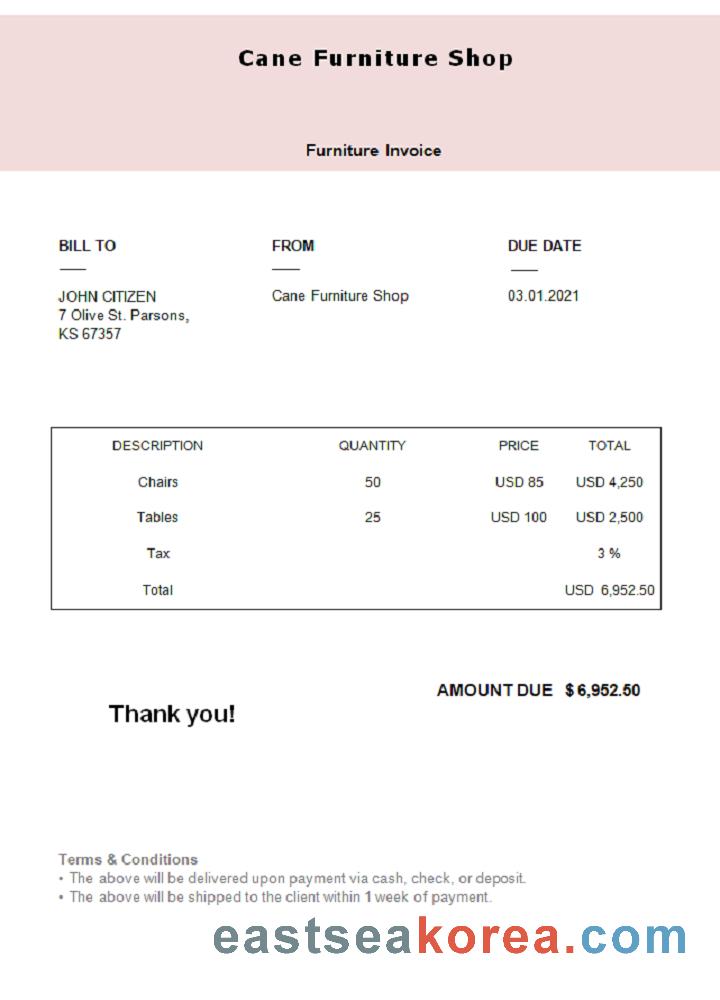 Cane Furniture Shop
Furniture Invoice
BILL TO
JOHN CITIZEN
7 Olive St. Parsons,
KS 67357
FROM
Cane Furniture Shop
DUE DATE
03.01.2021
DESCRIPTION QUANTITY PRICE TOTAL
Chairs 50 USD 85 USD 4,250
Tables 25 USD 100 USD 2,500
Tax 3 %
Total USD 6,952.50
AMOUNT DUE $ 6,952.50
Thank you!
Terms & Conditions
• The above will be delivered upon payment via cash, check, or deposit.
• The above will be shipped to the client within 1 week of payment.
eastseakorea.com